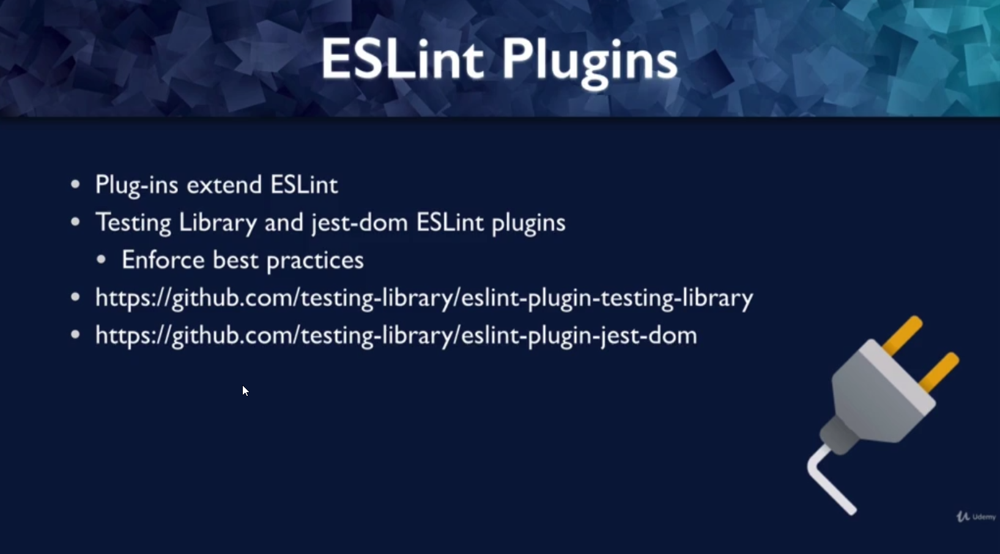 ESLint Plugins
• Plug-ins extend ESLint
• Testing Library and jest-dom ESLint plugins
• Enforce best practices
• https://github.com/testing-library/eslint-plugin-testing-library
• https://github.com/testing-library/eslint-plugin-jest-dom
Udemy